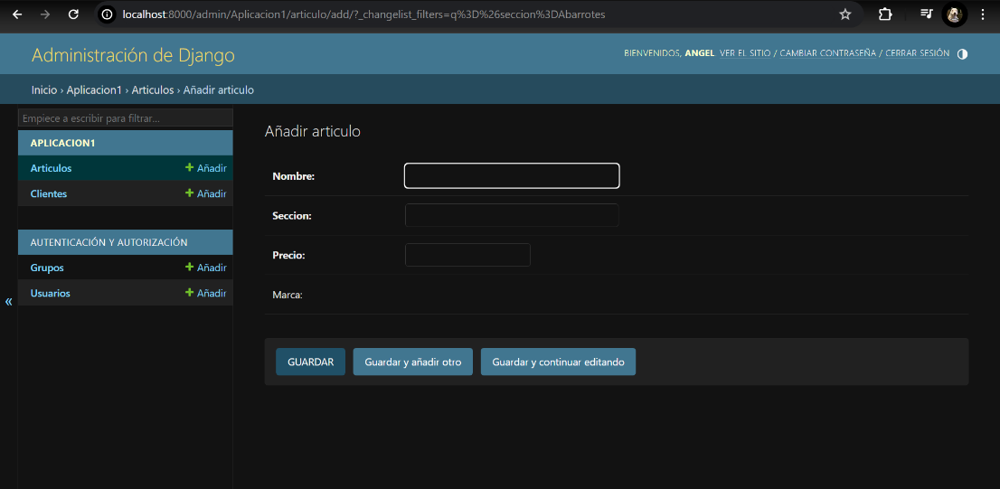 localhost:8000/admin/Aplicacion1/articulo/add/?_changelist_filters=q%3D%26seccion%3DAbarrotes
Administración de Django
BIENVENIDOS, ANGEL VER EL SITIO / CAMBIAR CONTRASEÑA / CERRAR SESIÓN
Inicio › Aplicacion1 › Articulos › Añadir articulo
Empiece a escribir para filtrar...
APLICACION1
Articulos + Añadir
Clientes + Añadir
AUTENTICACIÓN Y AUTORIZACIÓN
Grupos + Añadir
Usuarios + Añadir
«
Añadir articulo
Nombre:
Seccion:
Precio:
Marca:
GUARDAR Guardar y añadir otro Guardar y continuar editando